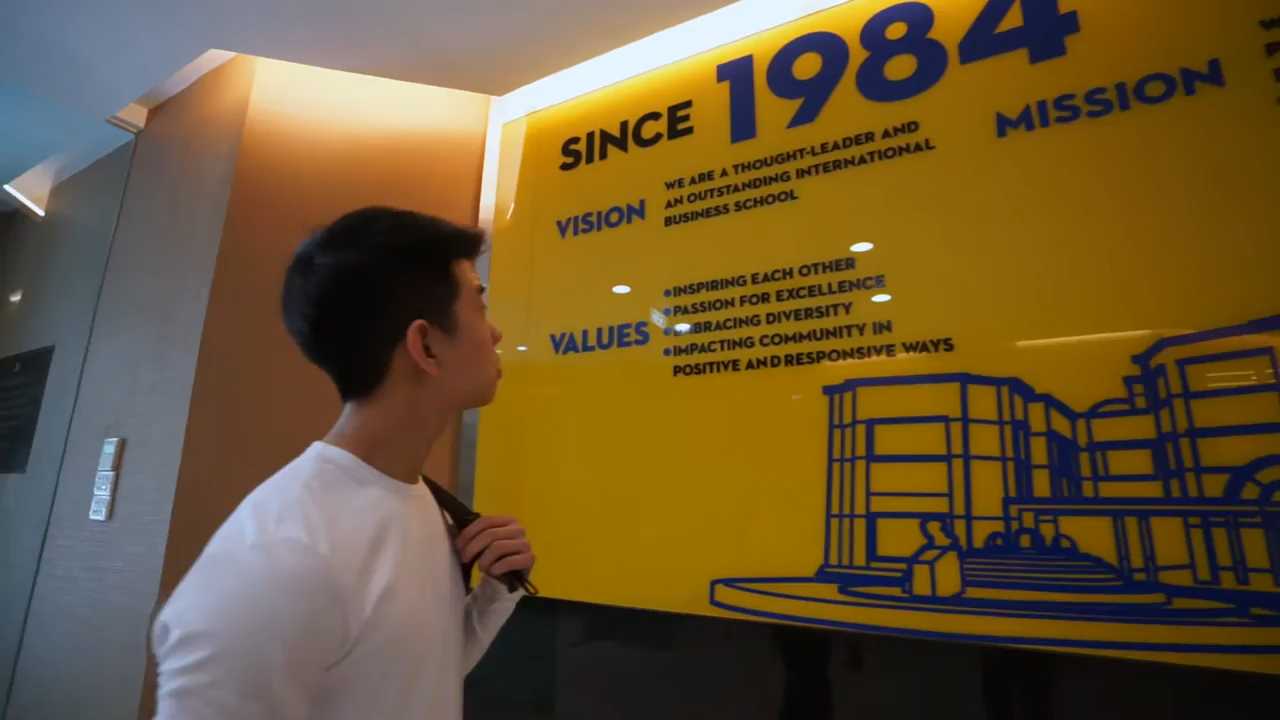 SINCE 1984
VISION
WE ARE A THOUGHT-LEADER AND
AN OUTSTANDING INTERNATIONAL
BUSINESS SCHOOL
MISSION
VALUES
•INSPIRING EACH OTHER
•PASSION FOR EXCELLENCE
•EMBRACING DIVERSITY
•IMPACTING COMMUNITY IN
POSITIVE AND RESPONSIVE WAYS